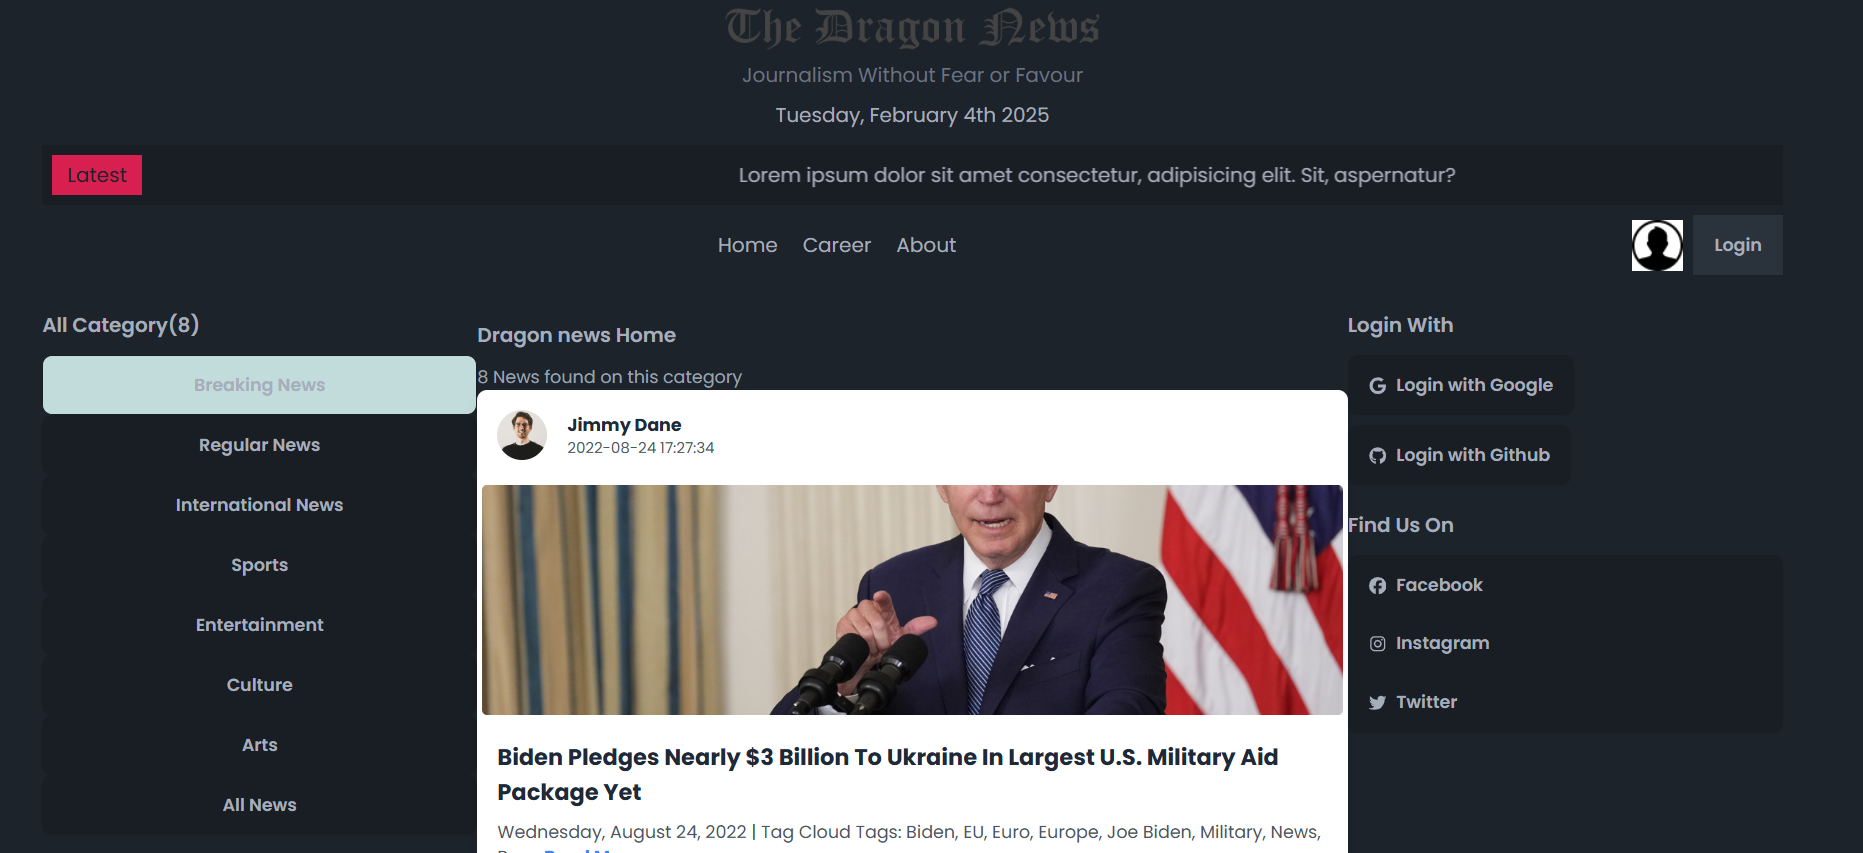 The Dragon News
Journalism Without Fear or Favour
Tuesday, February 4th 2025
Latest
Lorem ipsum dolor sit amet consectetur, adipisicing elit. Sit, aspernatur?
Home Career About
Login
All Category(8)
Breaking News
Regular News
International News
Sports
Entertainment
Culture
Arts
All News
Dragon news Home
8 News found on this category
Jimmy Dane
2022-08-24 17:27:34
Biden Pledges Nearly $3 Billion To Ukraine In Largest U.S. Military Aid
Package Yet
Wednesday, August 24, 2022 | Tag Cloud Tags: Biden, EU, Euro, Europe, Joe Biden, Military, News,
Login With
Login with Google
Login with Github
Find Us On
Facebook
Instagram
Twitter